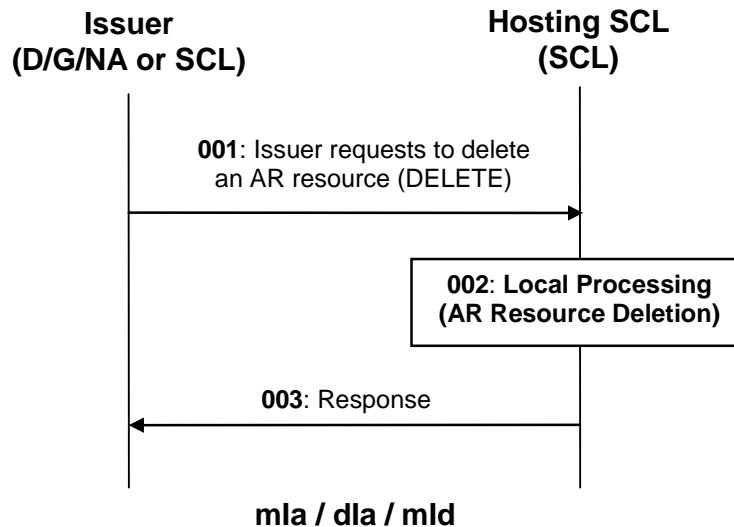 Issuer
(D/G/NA or SCL)
Hosting SCL
(SCL)
001: Issuer requests to delete
an AR resource (DELETE)
002: Local Processing
(AR Resource Deletion)
003: Response
mIa / dIa / mId